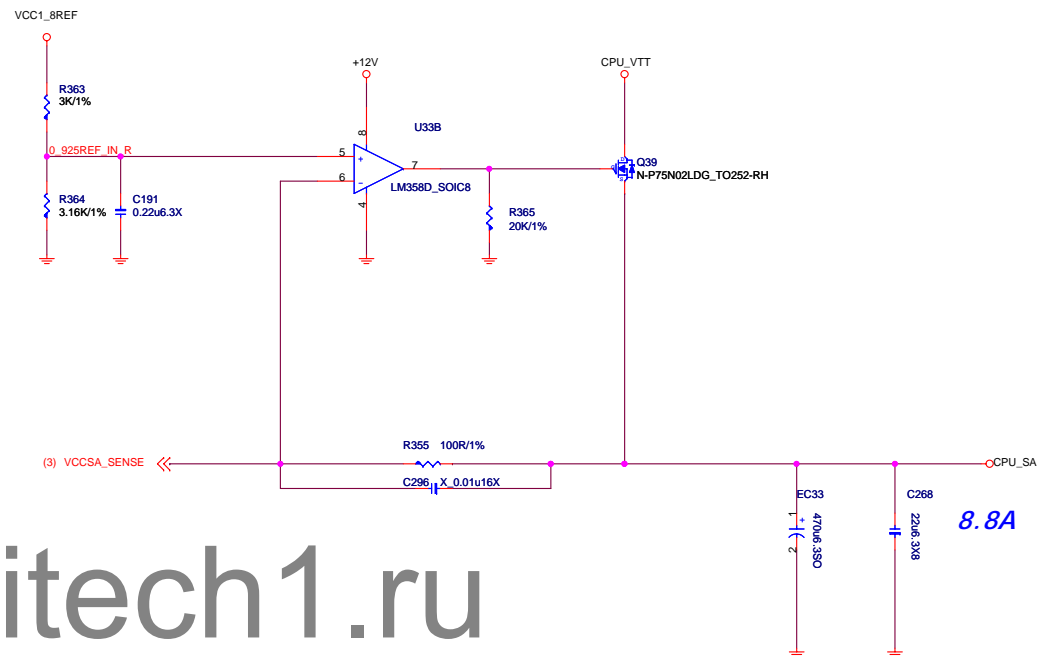 VCC1_8REF
R363
3K/1%
0_925REF_IN_R
R364
3.16K/1%
C191
0.22u6.3X
+12V
8
U33B
5
+
7
6
-
LM358D_SOIC8
4
R365
20K/1%
CPU_VTT
Q39
N-P75N02LDG_TO252-RH
(3) VCCSA_SENSE
R355 100R/1%
C296 X_0.01u16X
CPU_SA
EC33
1
+
2
470u6.3SO
C268
22u6.3X8
8.8A
itech1.ru